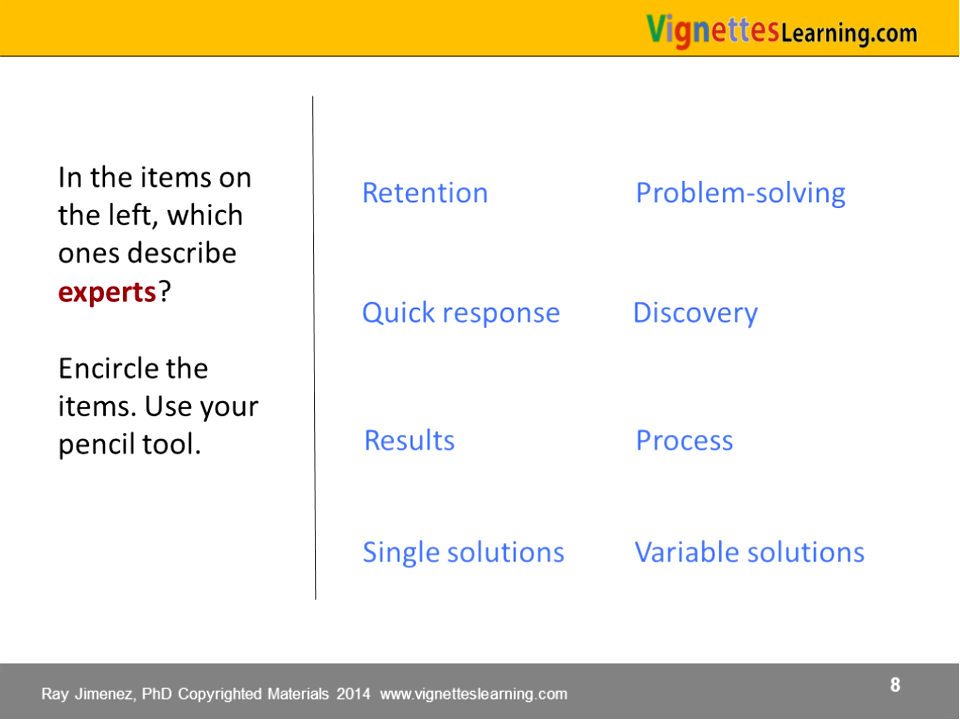 VignettesLearning.com
In the items on
the left, which
ones describe
experts?
Encircle the
items. Use your
pencil tool.
Retention Problem-solving
Quick response Discovery
Results Process
Single solutions Variable solutions
Ray Jimenez, PhD Copyrighted Materials 2014 www.vignetteslearning.com
8